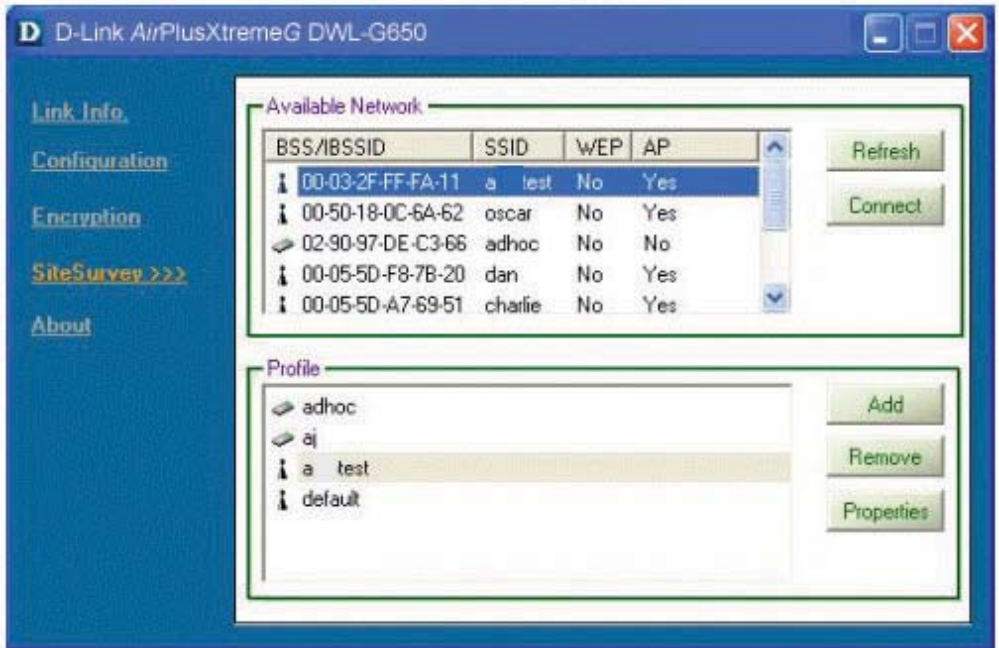 D D-Link AirPlusXtremeG DWL-G650
Link Info.
Configuration
Encryption
SiteSurvey >>>
About
Available Network
BSS/IBSSID SSID WEP AP
00-03-2F-FF-FA-11 a test No Yes
00-50-18-0C-6A-62 oscar No Yes
02-90-97-DE-C3-66 adhoc No No
00-05-5D-F8-7B-20 dan No Yes
00-05-5D-A7-69-51 charlie No Yes
Refresh
Connect
Profile
adhoc
aj
a test
default
Add
Remove
Properties